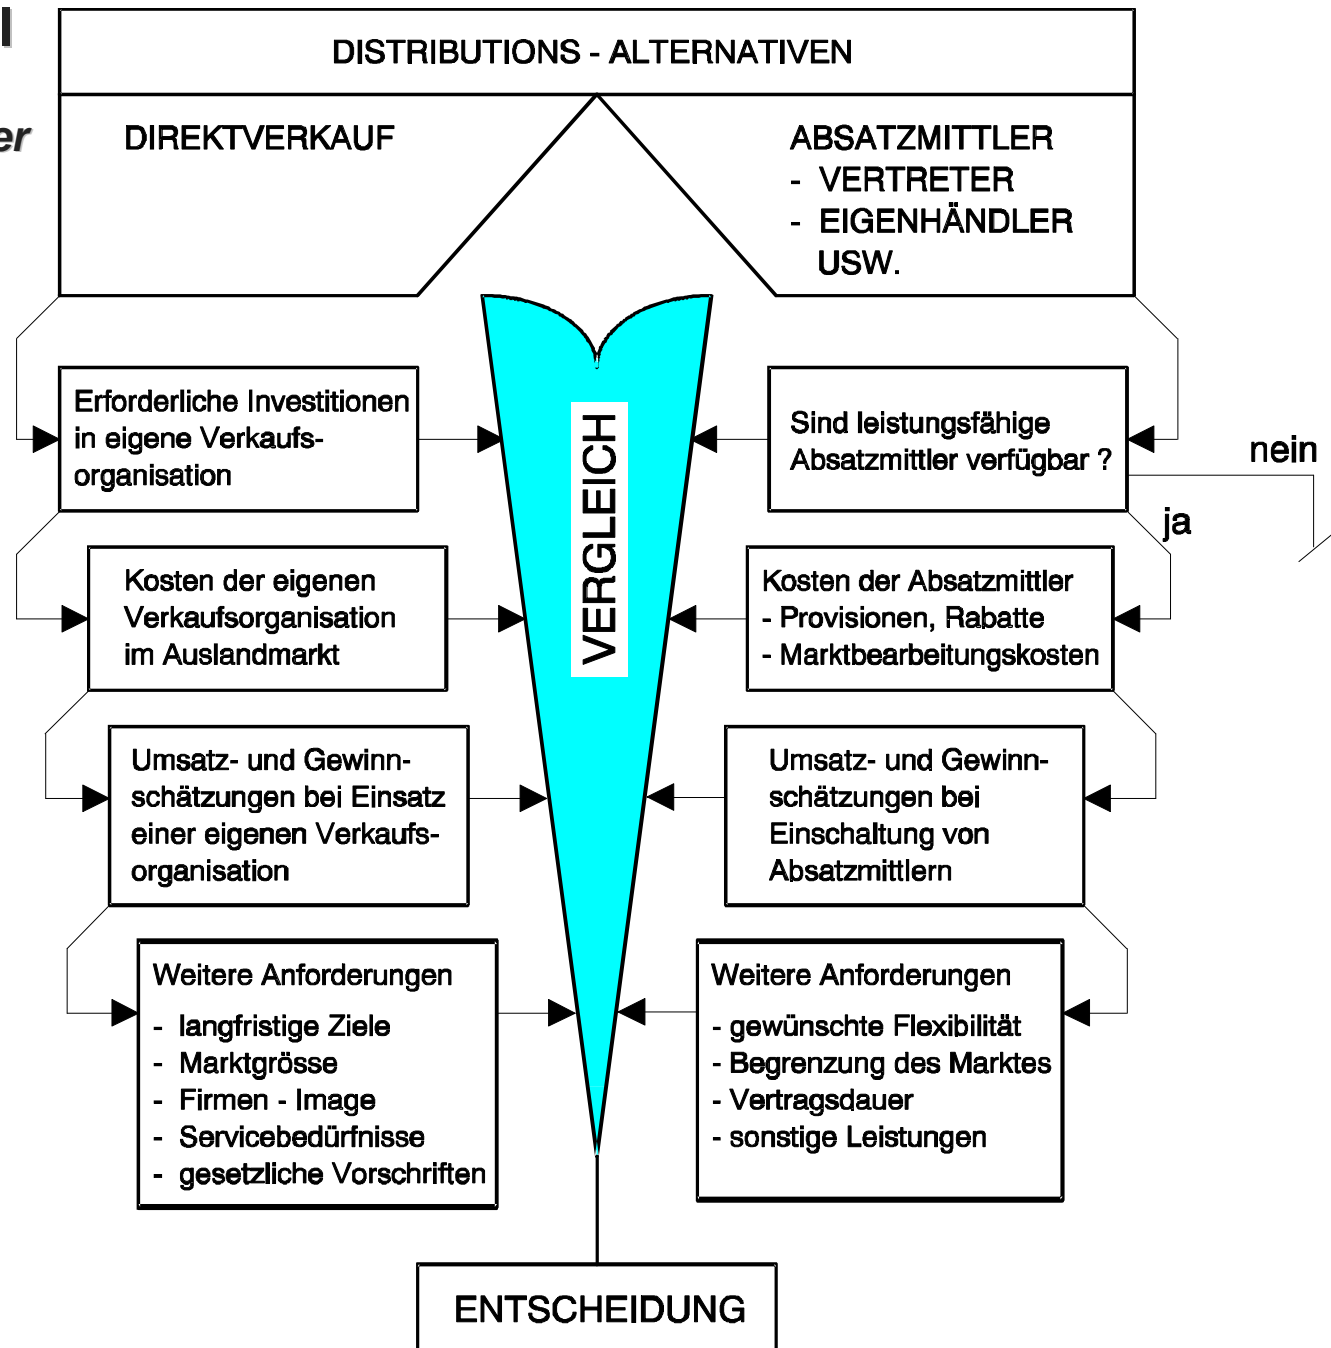 DISTRIBUTIONS - ALTERNATIVEN
DIREKTVERKAUF
ABSATZMITTLER
- VERTRETER
- EIGENHÄNDLER
USW.
Erforderliche Investitionen
in eigene Verkaufs-
organisation
Sind leistungsfähige
Absatzmittler verfügbar ?
nein
ja
VERGLEICH
Kosten der eigenen
Verkaufsorganisation
im Auslandmarkt
Kosten der Absatzmittler
- Provisionen, Rabatte
- Marktbearbeitungskosten
Umsatz- und Gewinn-
schätzungen bei Einsatz
einer eigenen Verkaufs-
organisation
Umsatz- und Gewinn-
schätzungen bei
Einschaltung von
Absatzmittlern
Weitere Anforderungen
- langfristige Ziele
- Marktgrösse
- Firmen - Image
- Servicebedürfnisse
- gesetzliche Vorschriften
Weitere Anforderungen
- gewünschte Flexibilität
- Begrenzung des Marktes
- Vertragsdauer
- sonstige Leistungen
ENTSCHEIDUNG